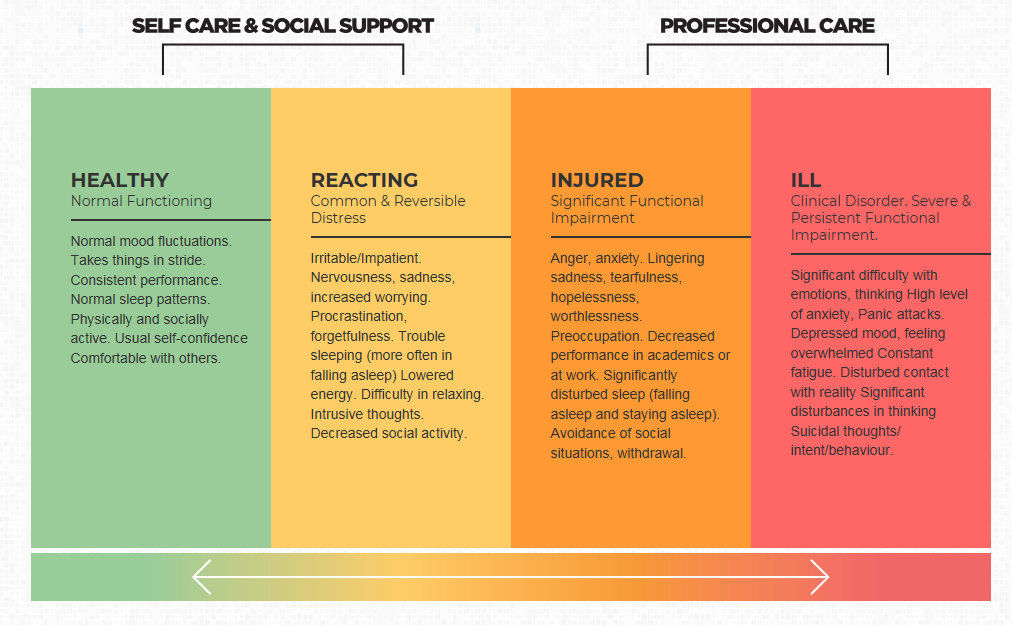 SELF CARE & SOCIAL SUPPORT
PROFESSIONAL CARE
HEALTHY
Normal Functioning
Normal mood fluctuations.
Takes things in stride.
Consistent performance.
Normal sleep patterns.
Physically and socially
active. Usual self-confidence
Comfortable with others.
REACTING
Common & Reversible
Distress
Irritable/Impatient.
Nervousness, sadness,
increased worrying.
Procrastination,
forgetfulness. Trouble
sleeping (more often in
falling asleep) Lowered
energy. Difficulty in relaxing.
Intrusive thoughts.
Decreased social activity.
INJURED
Significant Functional
Impairment
Anger, anxiety. Lingering
sadness, tearfulness,
hopelessness,
worthlessness.
Preoccupation. Decreased
performance in academics or
at work. Significantly
disturbed sleep (falling
asleep and staying asleep).
Avoidance of social
situations, withdrawal.
ILL
Clinical Disorder. Severe &
Persistent Functional
Impairment.
Significant difficulty with
emotions, thinking High level
of anxiety, Panic attacks.
Depressed mood, feeling
overwhelmed Constant
fatigue. Disturbed contact
with reality Significant
disturbances in thinking
Suicidal thoughts/
intent/behaviour.